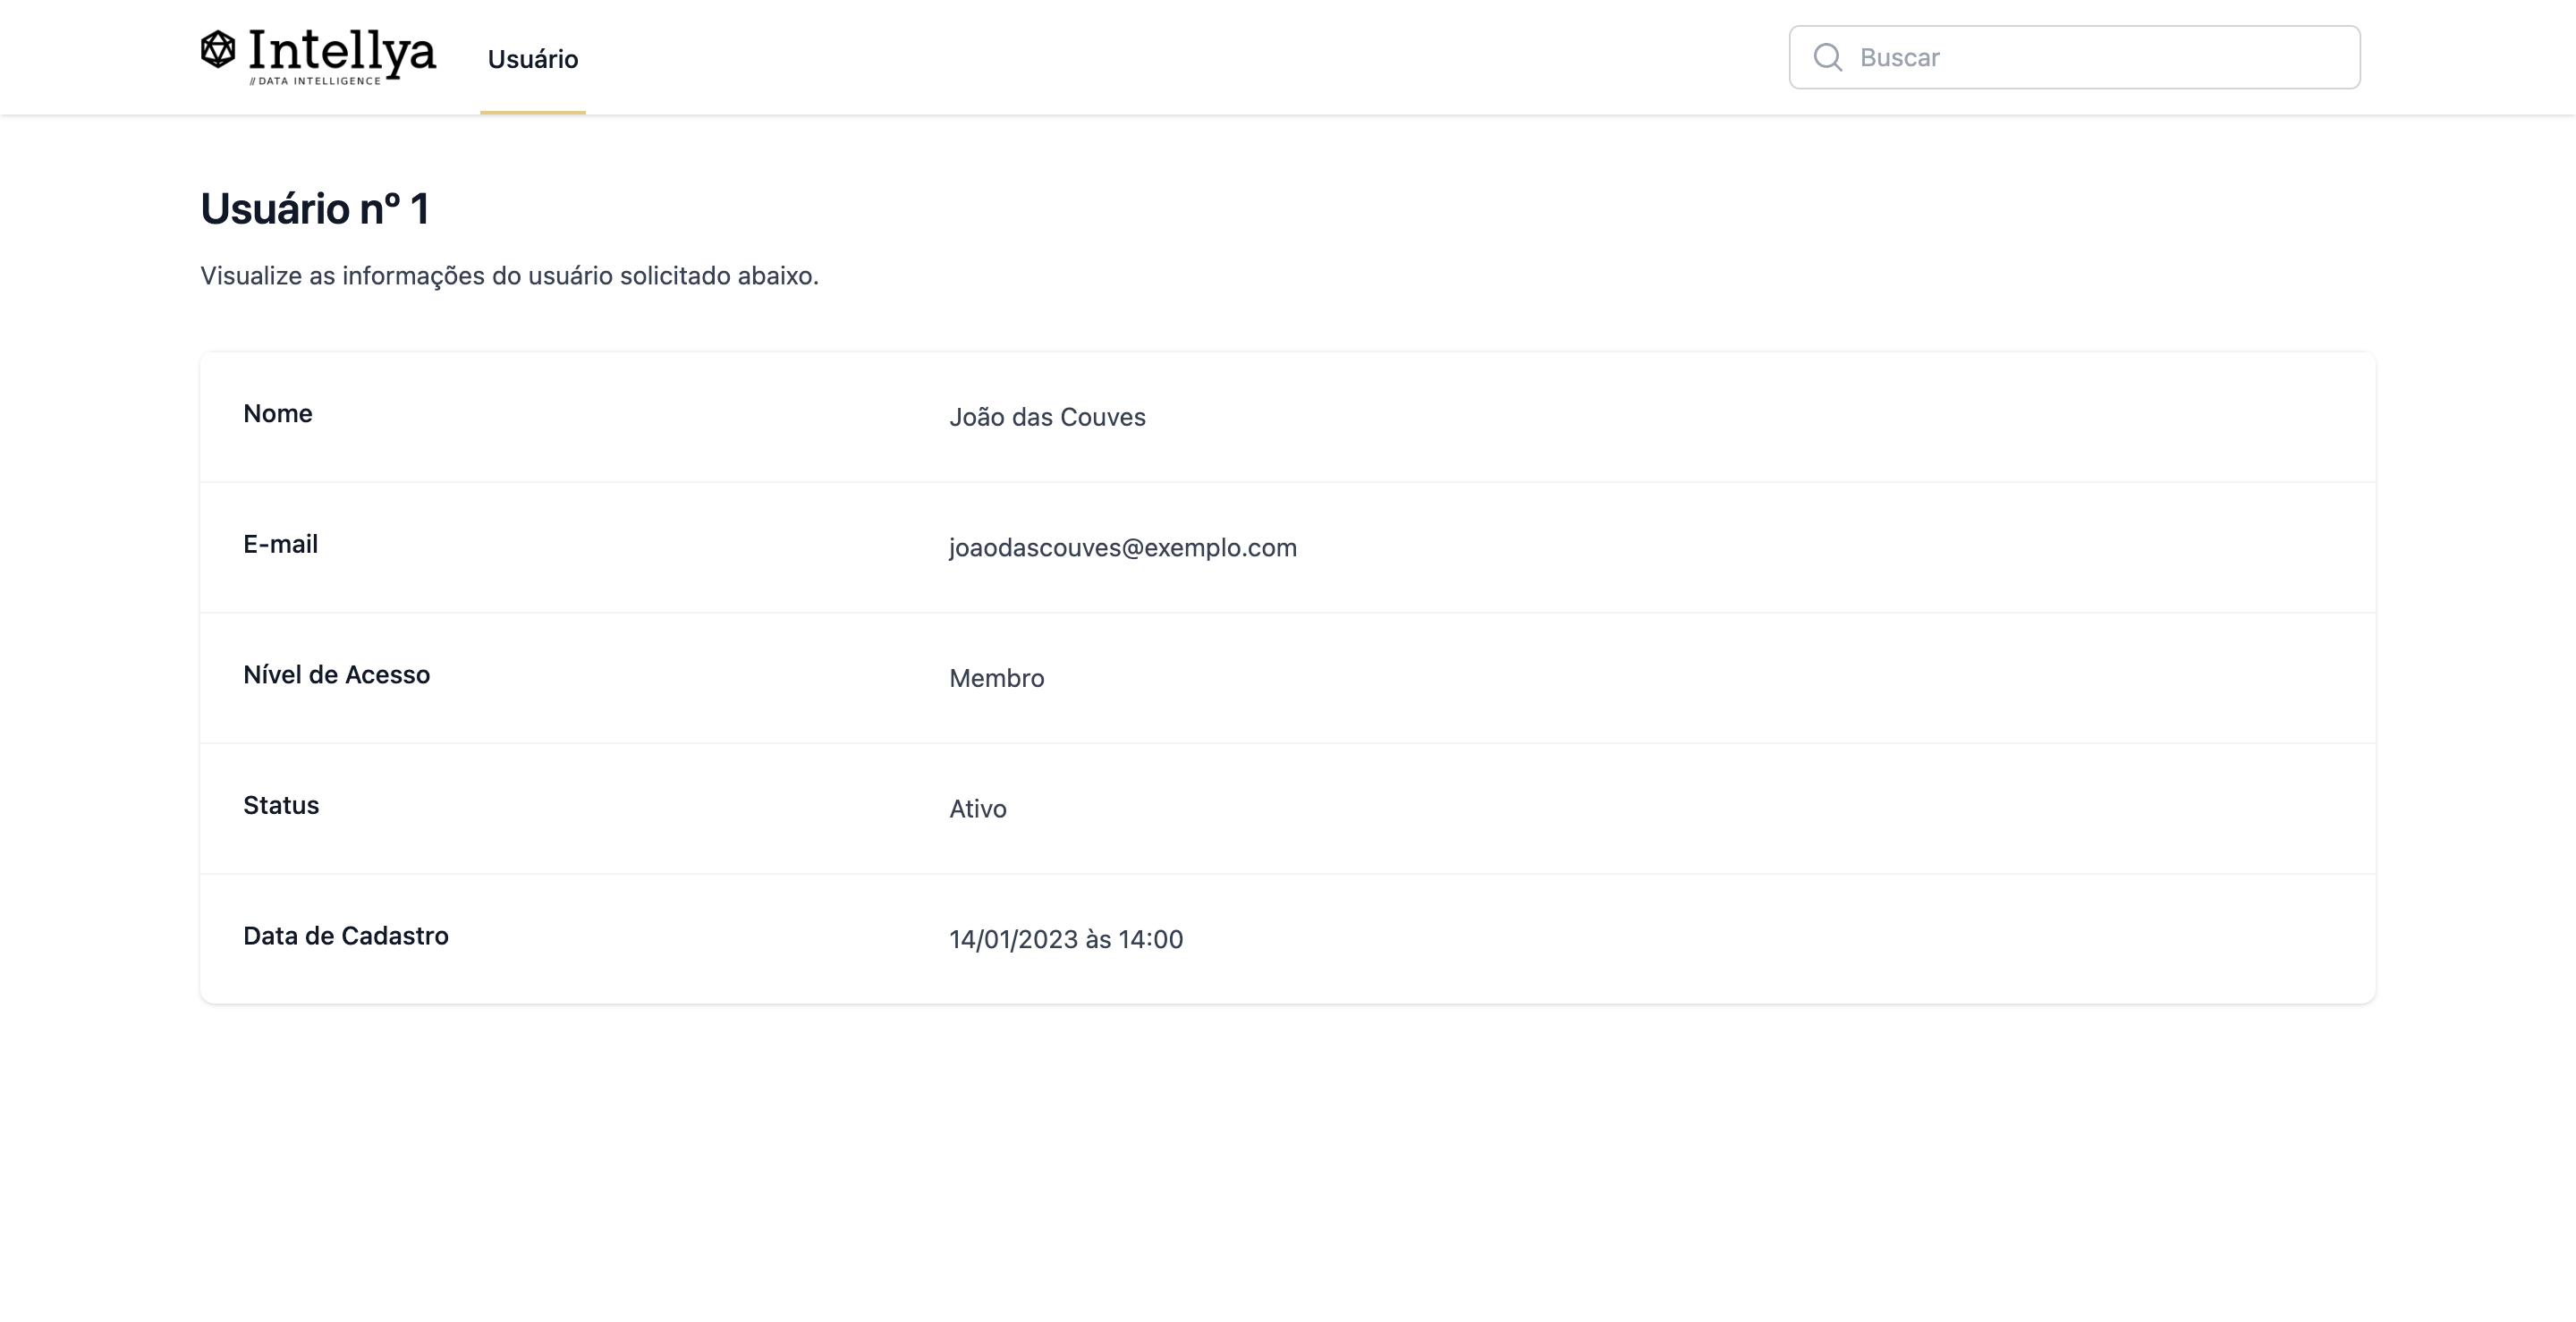 Intellya
// DATA INTELLIGENCE
Usuário
Buscar
Usuário nº 1
Visualize as informações do usuário solicitado abaixo.
Nome
João das Couves
E-mail
joaodascouves@exemplo.com
Nível de Acesso
Membro
Status
Ativo
Data de Cadastro
14/01/2023 às 14:00